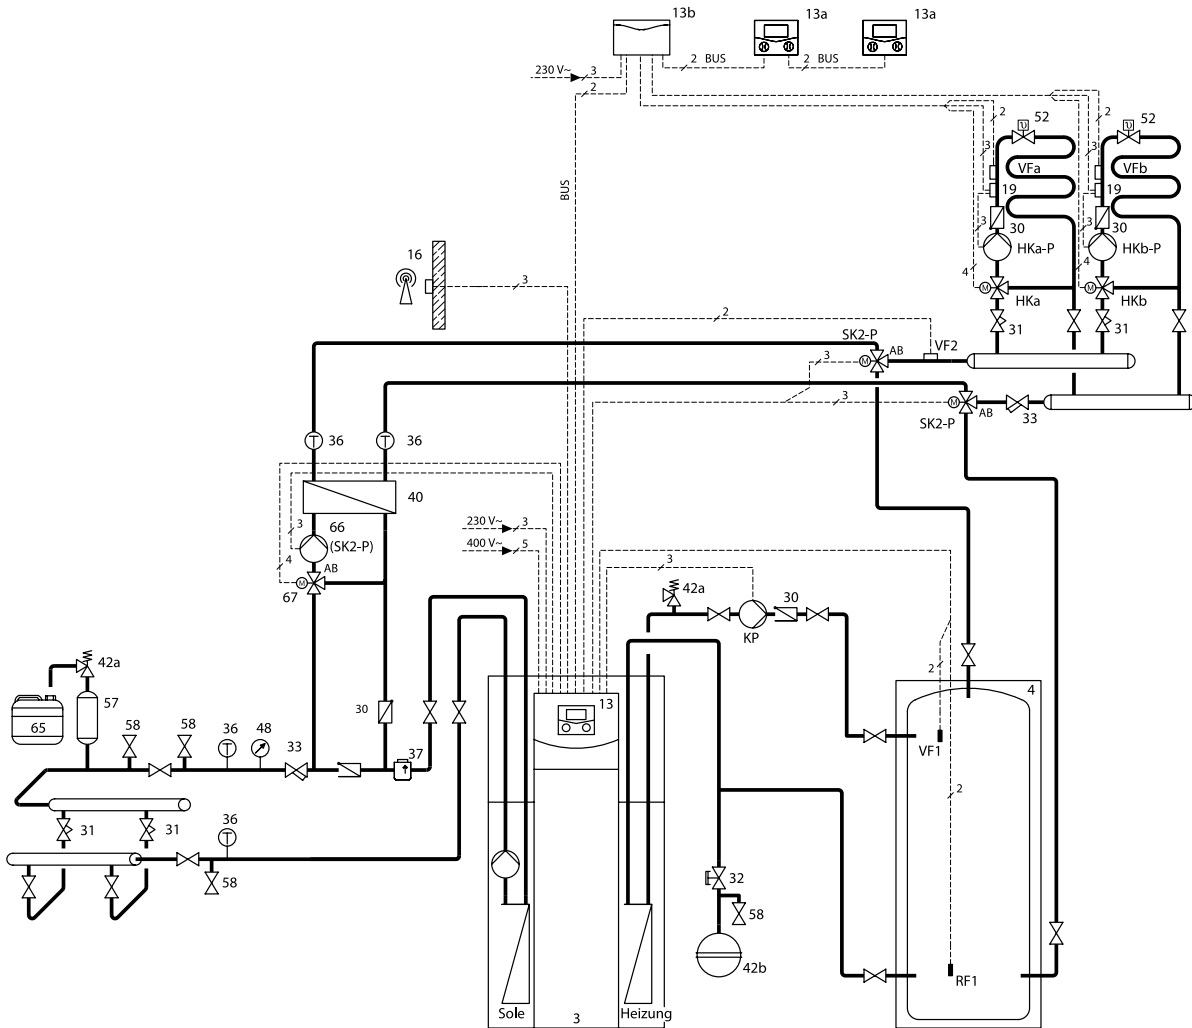 13b
13a
13a
2 BUS
2 BUS
230 V~
3
2
2
2
52
52
3
3
VFa
VFb
19
19
BUS
3
3
30
30
HKa-P
HKb-P
16
4
4
3
HKa
HKb
2
31
31
SK2-P
VF2
AB
M
M
M
3
3
M
AB
33
SK2-P
36
36
40
3
66
(SK2-P)
230 V~
3
400 V~
5
4
AB
M
67
3
42a
30
KP
42a
2
4
57
65
58
58
36
48
33
30
37
13
VF1
2
31
31
36
58
32
58
42b
RF1
Sole
3
Heizung